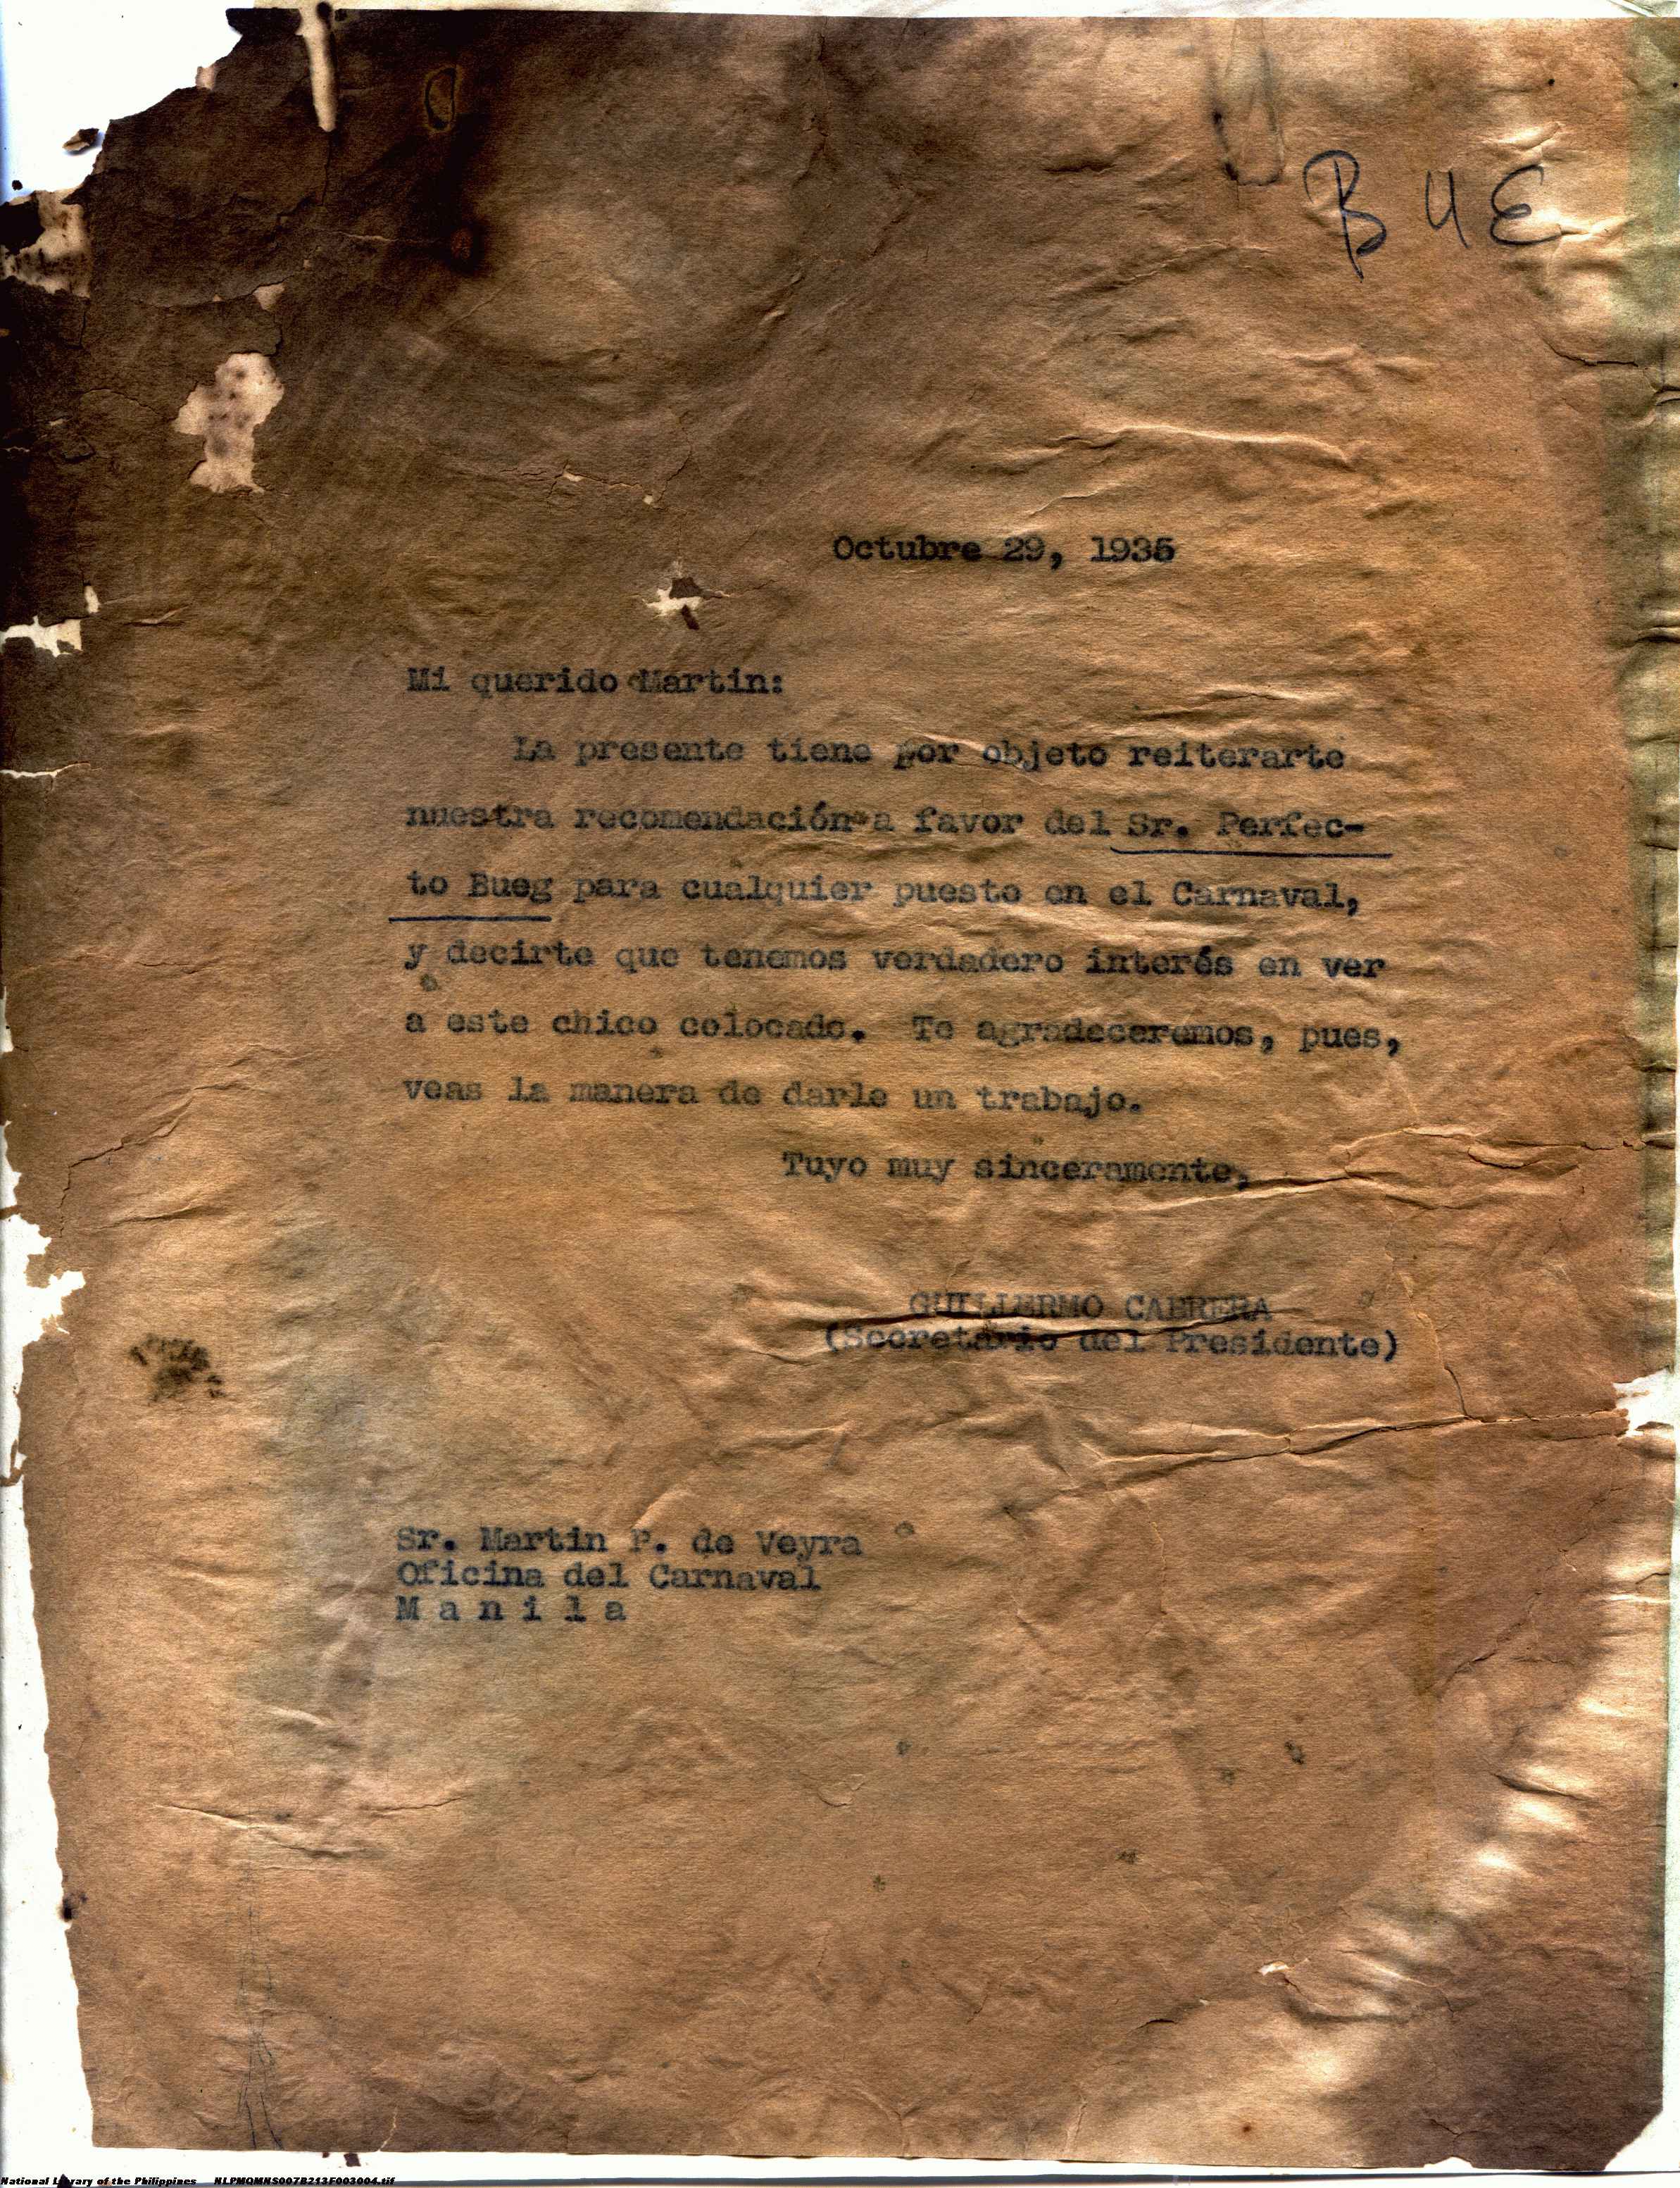 BUE
Octubre 29, 1935
Mi querido Martin:
La presente tiene por objeto reiterarte
nuestra recomendación a favor del Sr. Perfec-
to Bueg para cualquier puesto en el Carnaval,
y decirte que tenemos verdadero interés en ver
a este chico colocado. Te agradeceremos, pues,
veas la manera de darle un trabajo.
Tuyo muy sinceramente,
GUILLERMO CABRERA
(Secretario del Presidente)
Sr. Martin P. de Veyra
Oficina del Carnaval
M a n i l a
National Library of the Philippines NLPMQMNS007B213F003004.tif